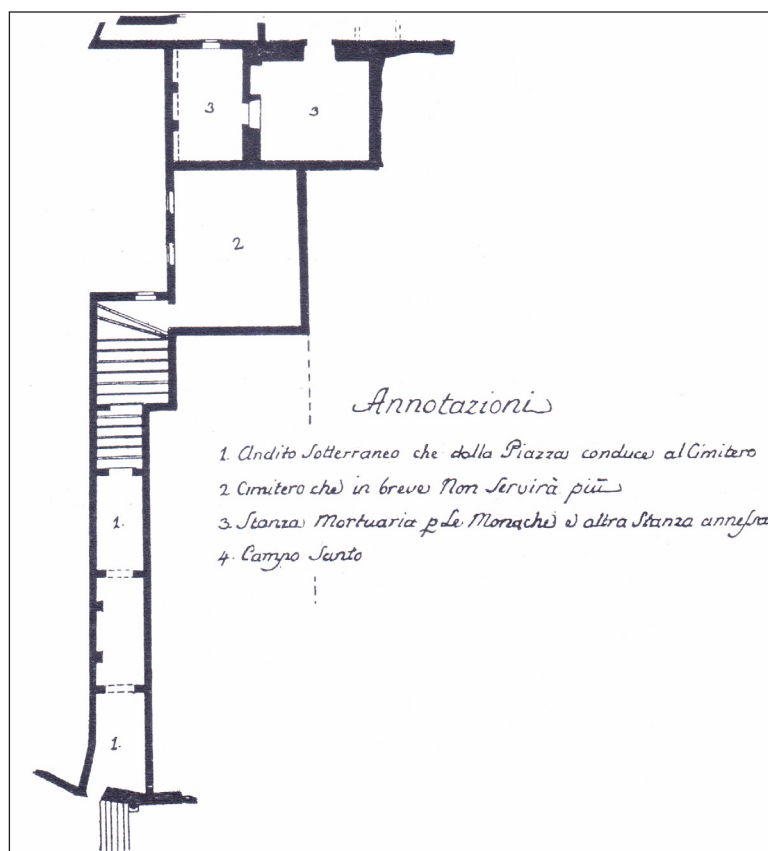 3
3
2
Annotazioni
1. Andito Sotterraneo che dalla Piazza conduce al Cimitero
2 Cimitero che in breve Non Servirà più
3. Stanza Mortuaria p Le Monache e altra Stanza annessa
4. Campo Santo
1.
1.